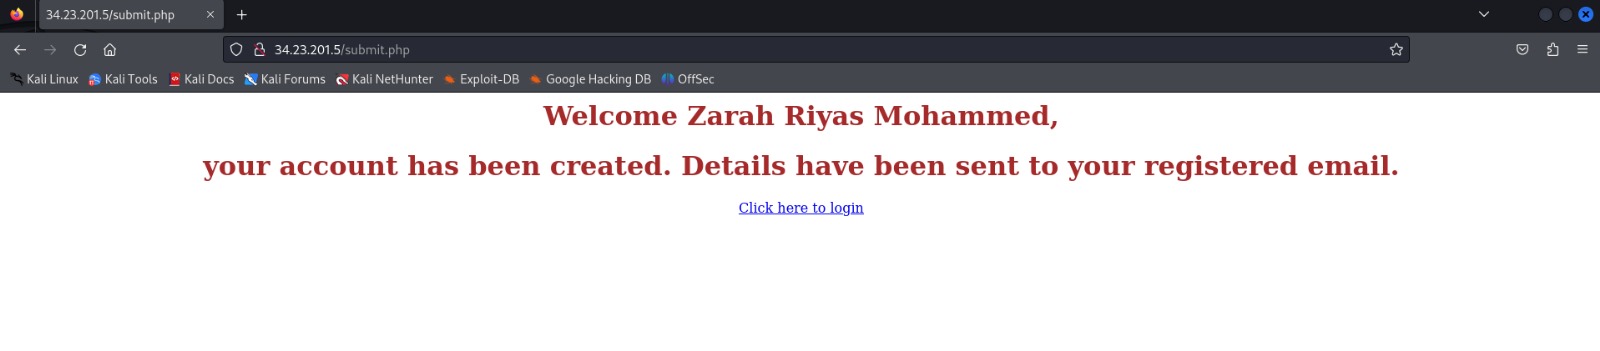 34.23.201.5/submit.php
34.23.201.5/submit.php
Kali Linux Kali Tools Kali Docs Kali Forums Kali NetHunter Exploit-DB Google Hacking DB OffSec
Welcome Zarah Riyas Mohammed,
your account has been created. Details have been sent to your registered email.
Click here to login